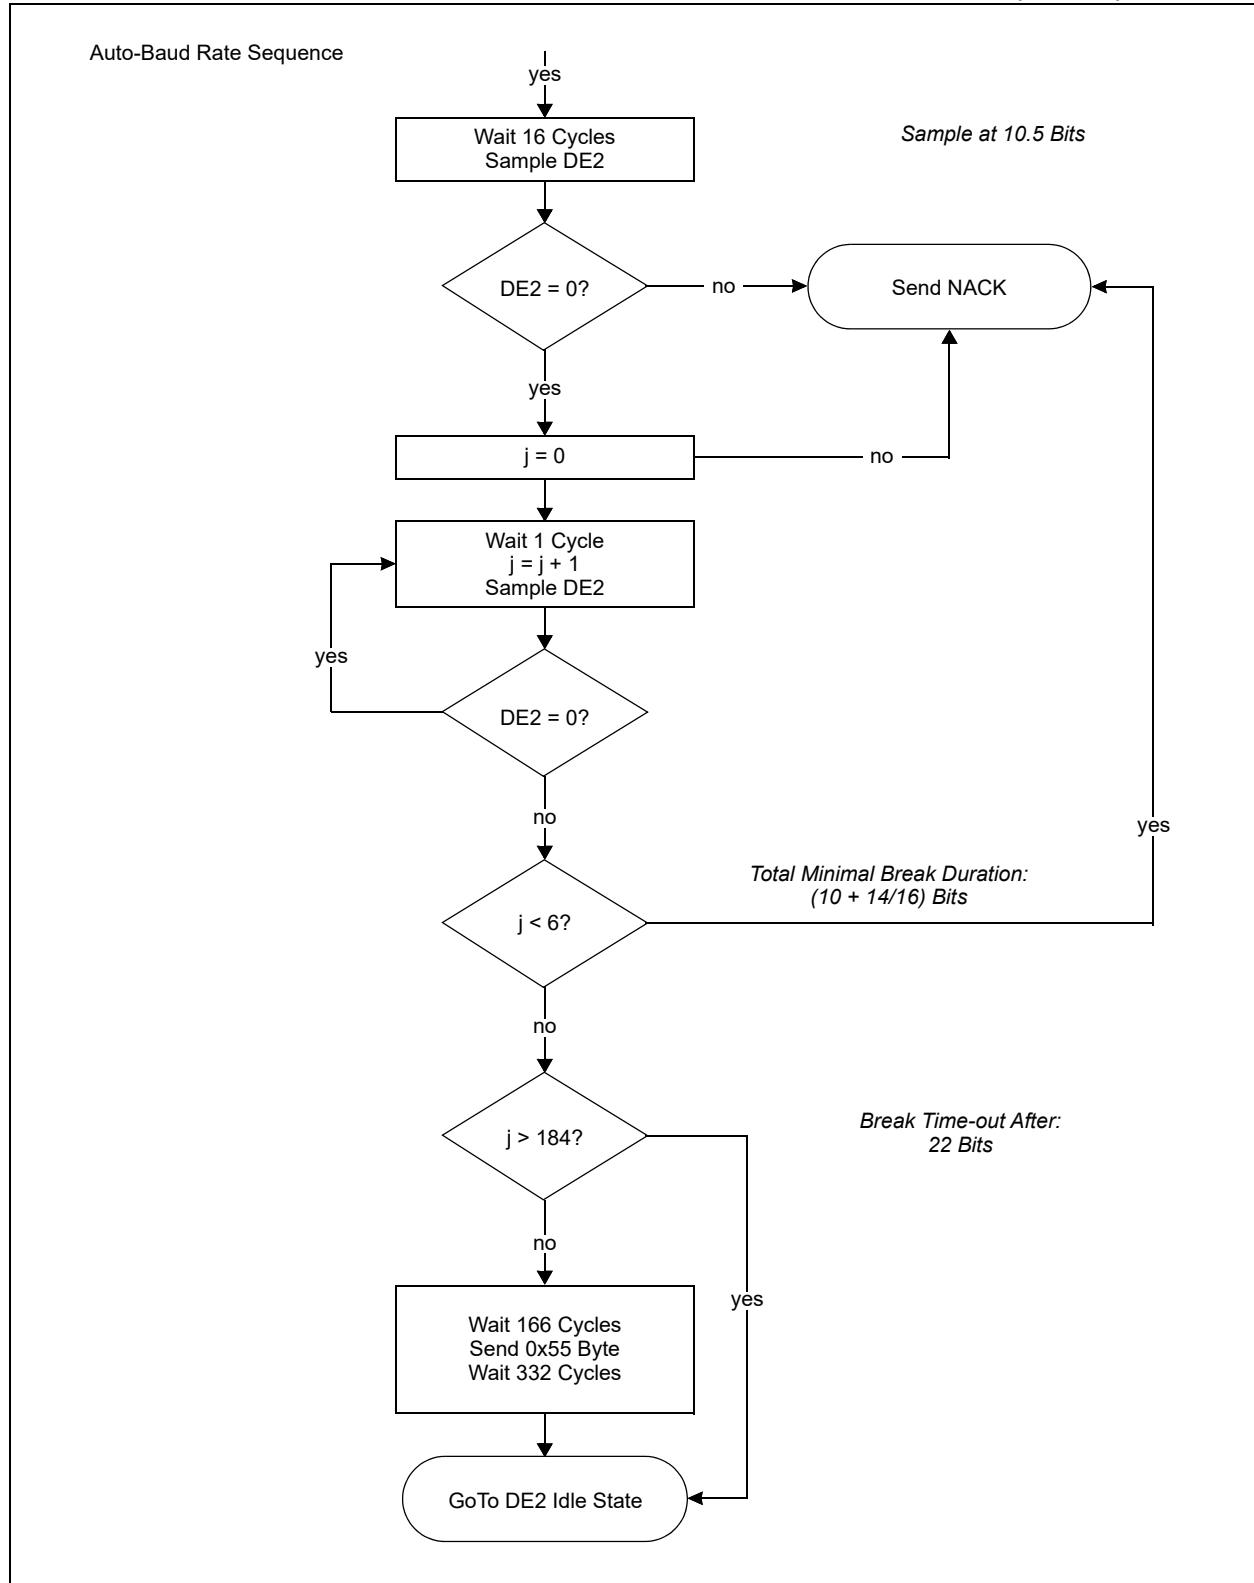 Auto-Baud Rate Sequence
yes
Wait 16 Cycles
Sample DE2
Sample at 10.5 Bits
DE2 = 0?
no
Send NACK
yes
j = 0
no
Wait 1 Cycle
j = j + 1
Sample DE2
yes
DE2 = 0?
no
yes
Total Minimal Break Duration:
(10 + 14/16) Bits
j < 6?
no
j > 184?
Break Time-out After:
22 Bits
no
yes
Wait 166 Cycles
Send 0x55 Byte
Wait 332 Cycles
GoTo DE2 Idle State